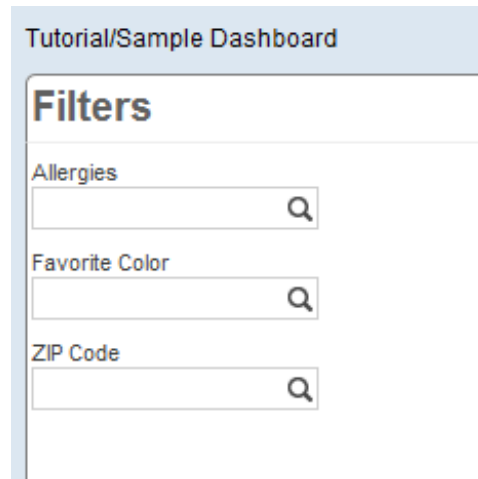 Tutorial/Sample Dashboard
Filters
Allergies
Favorite Color
ZIP Code